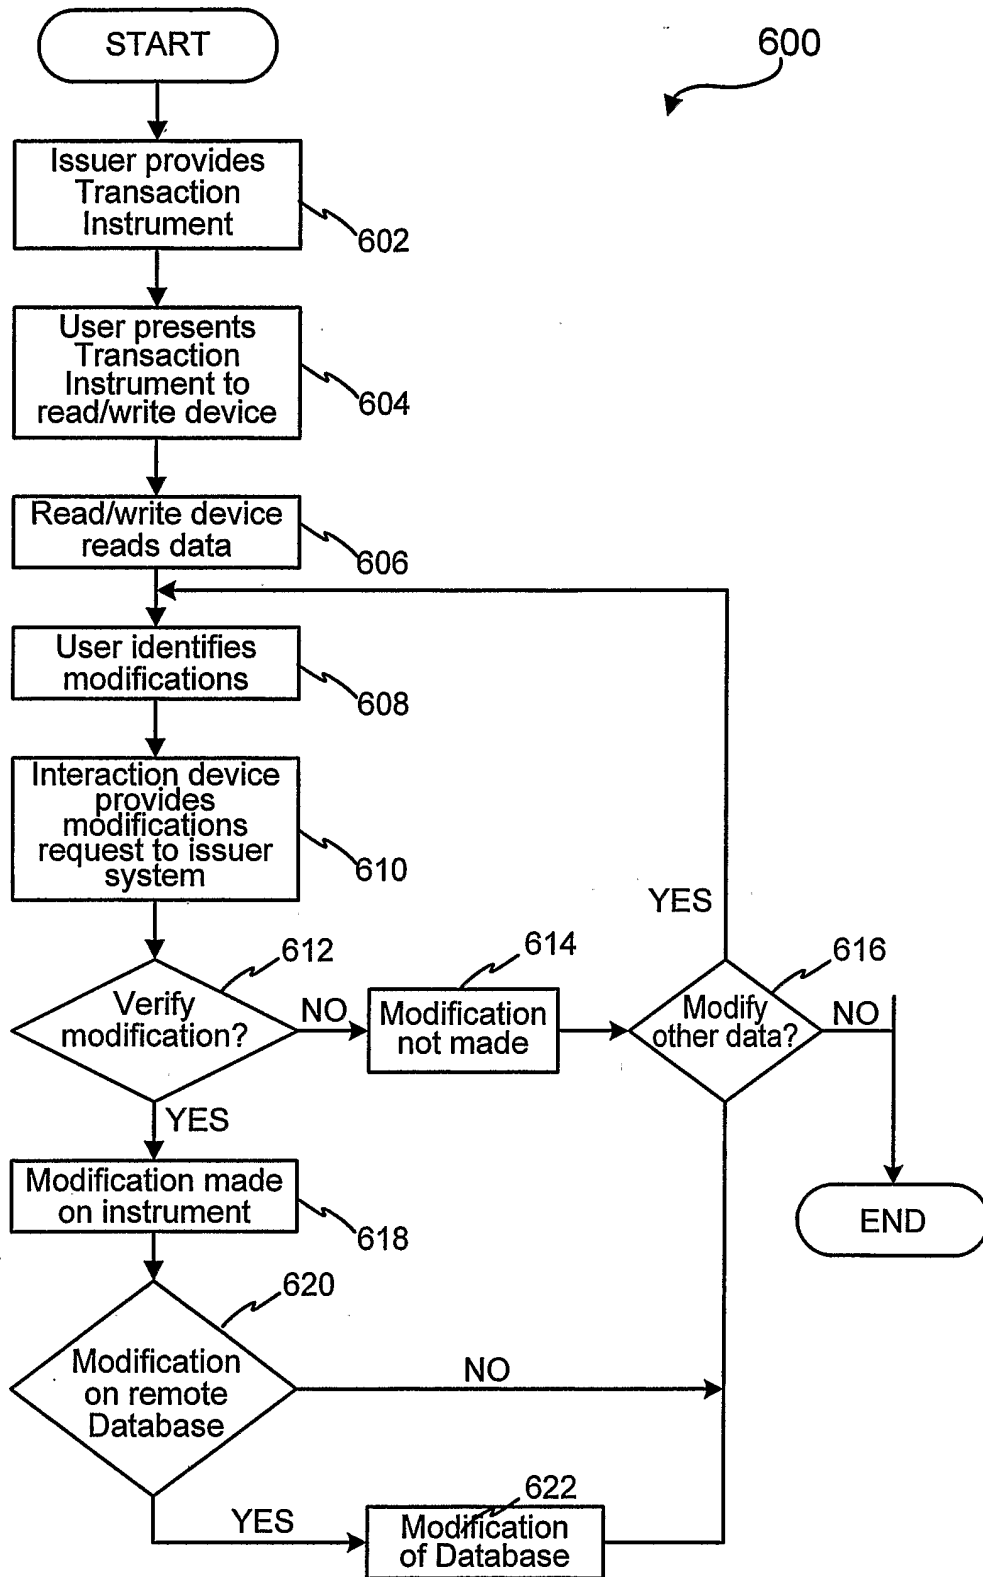 START
600
Issuer provides
Transaction
Instrument
602
User presents
Transaction
Instrument to
read/write device
604
Read/write device
reads data
606
User identifies
modifications
608
Interaction device
provides
modifications
request to issuer
system
610
YES
612
614
616
Verify
modification?
NO
Modification
not made
Modify
other data?
NO
YES
Modification made
on instrument
618
END
620
Modification
on remote
Database
NO
YES
622
Modification
of Database